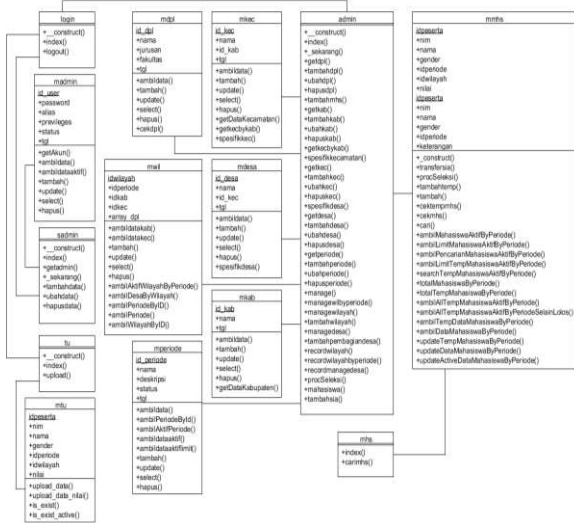 login
+__construct()
+index()
+logout()
madmin
id_user
+password
+alias
+previleges
+status
+tgl
+getAkun()
+ambildata()
+ambildataaktif()
+tambah()
+update()
+select()
+hapus()
sadmin
+__construct()
+index()
+getadmin()
+_sekarang()
+tambahdata()
+ubahdata()
+hapusdata()
tu
+__construct()
+index()
+upload()
mtu
idpeserta
+nim
+nama
+gender
+idperiode
+idwilayah
+nilai
+upload_data()
+upload_data_nilai()
+is_exist()
+is_exist_active()
mdpl
id_dpl
+nama
+jurusan
+fakultas
+tgl
+ambildata()
+tambah()
+update()
+select()
+hapus()
+cekdpl()
mwil
idwilayah
+idperiode
+idkab
+idkec
+array_dpl
+ambildatakab()
+ambildatakec()
+tambah()
+update()
+select()
+hapus()
+ambilAktifWilayahByPeriode()
+ambilDesaByWilayah()
+ambilPeriodeByID()
+ambilPeriode()
+ambilWilayahByID()
mperiode
id_periode
+nama
+deskripsi
+status
+tgl
+ambildata()
+ambilPeriodeById()
+ambilAktifPeriode()
+ambildataaktif()
+ambildataaktiflimit()
+tambah()
+update()
+select()
+hapus()
mkec
id_kec
+nama
+id_kab
+tgl
+ambildata()
+tambah()
+update()
+select()
+hapus()
+getDataKecamatan()
+getkecbykab()
+spesifikkec()
mdesa
id_desa
+nama
+id_kec
+tgl
+ambildata()
+tambah()
+update()
+select()
+hapus()
+spesifikdesa()
mkab
id_kab
+nama
+tgl
+ambildata()
+tambah()
+update()
+select()
+hapus()
+getDataKabupaten()
admin
+__construct()
+index()
+_sekarang()
+getdpl()
+tambahdpl()
+ubahdpl()
+hapusdpl()
+tambahmhs()
+getkab()
+tambahkab()
+ubahkab()
+hapuskab()
+getkecbykab()
+spesifikkecamatan()
+getkec()
+tambahkec()
+ubahkec()
+hapuskec()
+spesifikdesa()
+getdesa()
+tambahdesa()
+ubahdesa()
+hapusdesa()
+getperiode()
+tambahperiode()
+ubahperiode()
+hapusperiode()
+manage()
+managewilbyperiode()
+managewilayah()
+tambahwilayah()
+managedesa()
+tambahpembagiandesa()
+recordwilayah()
+recordwilayahbyperiode()
+recordmanagedesa()
+procSeleksi()
+mahasiswa()
+tambahsia()
mmhs
idpeserta
+nim
+nama
+gender
+idperiode
+idwilayah
+nilai
idpeserta
+nim
+nama
+gender
+idperiode
+keterangan
+_construct()
+transfersia()
+procSeleksi()
+tambahtemp()
+tambah()
+cektempmhs()
+cekmhs()
+cari()
+ambilMahasiswaAktifByPeriode()
+ambilLimitMahasiswaAktifByPeriode()
+ambilPencarianMahasiswaAktifByPeriode()
+ambilLimitTempMahasiswaAktifByPeriode()
+searchTempMahasiswaAktifByPeriode()
+totalMahasiswaByPeriode()
+totalTempMahasiswaByPeriode()
+ambilAllTempMahasiswaAktifByPeriode()
+ambilAllTempMahasiswaAktifByPeriodeSelainLolos()
+ambilTempDataMahasiswaByPeriode()
+ambilDataMahasiswaByPeriode()
+updateTempMahasiswaByPeriode()
+updateDataMahasiswaByPeriode()
+updateActiveDataMahasiswaByPeriode()
mhs
+index()
+carimhs()